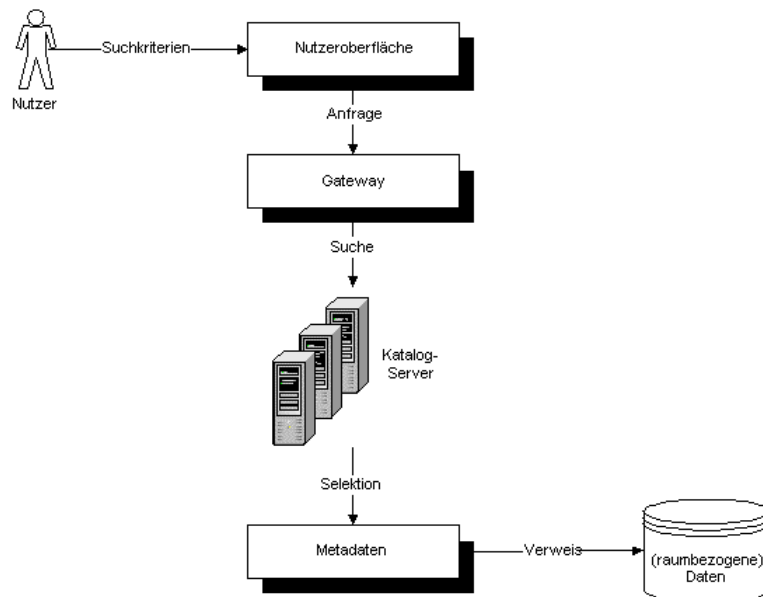 Suchkriterien
Nutzeroberfläche
Nutzer
Anfrage
Gateway
Suche
Katalog-
Server
Selektion
Metadaten
Verweis
(raumbezogene)
Daten